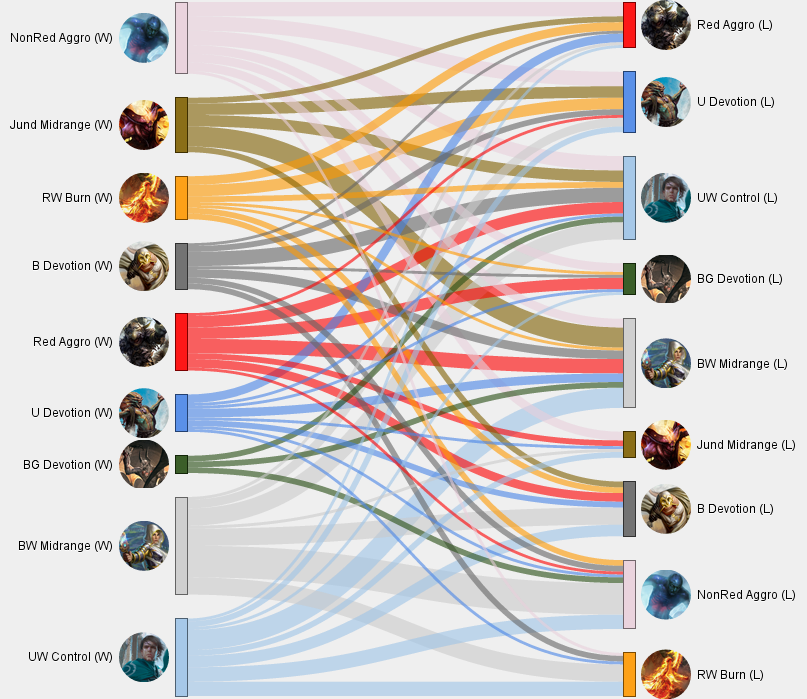 NonRed Aggro (W)
Jund Midrange (W)
RW Burn (W)
B Devotion (W)
Red Aggro (W)
U Devotion (W)
BG Devotion (W)
BW Midrange (W)
UW Control (W)
Red Aggro (L)
U Devotion (L)
UW Control (L)
BG Devotion (L)
BW Midrange (L)
Jund Midrange (L)
B Devotion (L)
NonRed Aggro (L)
RW Burn (L)